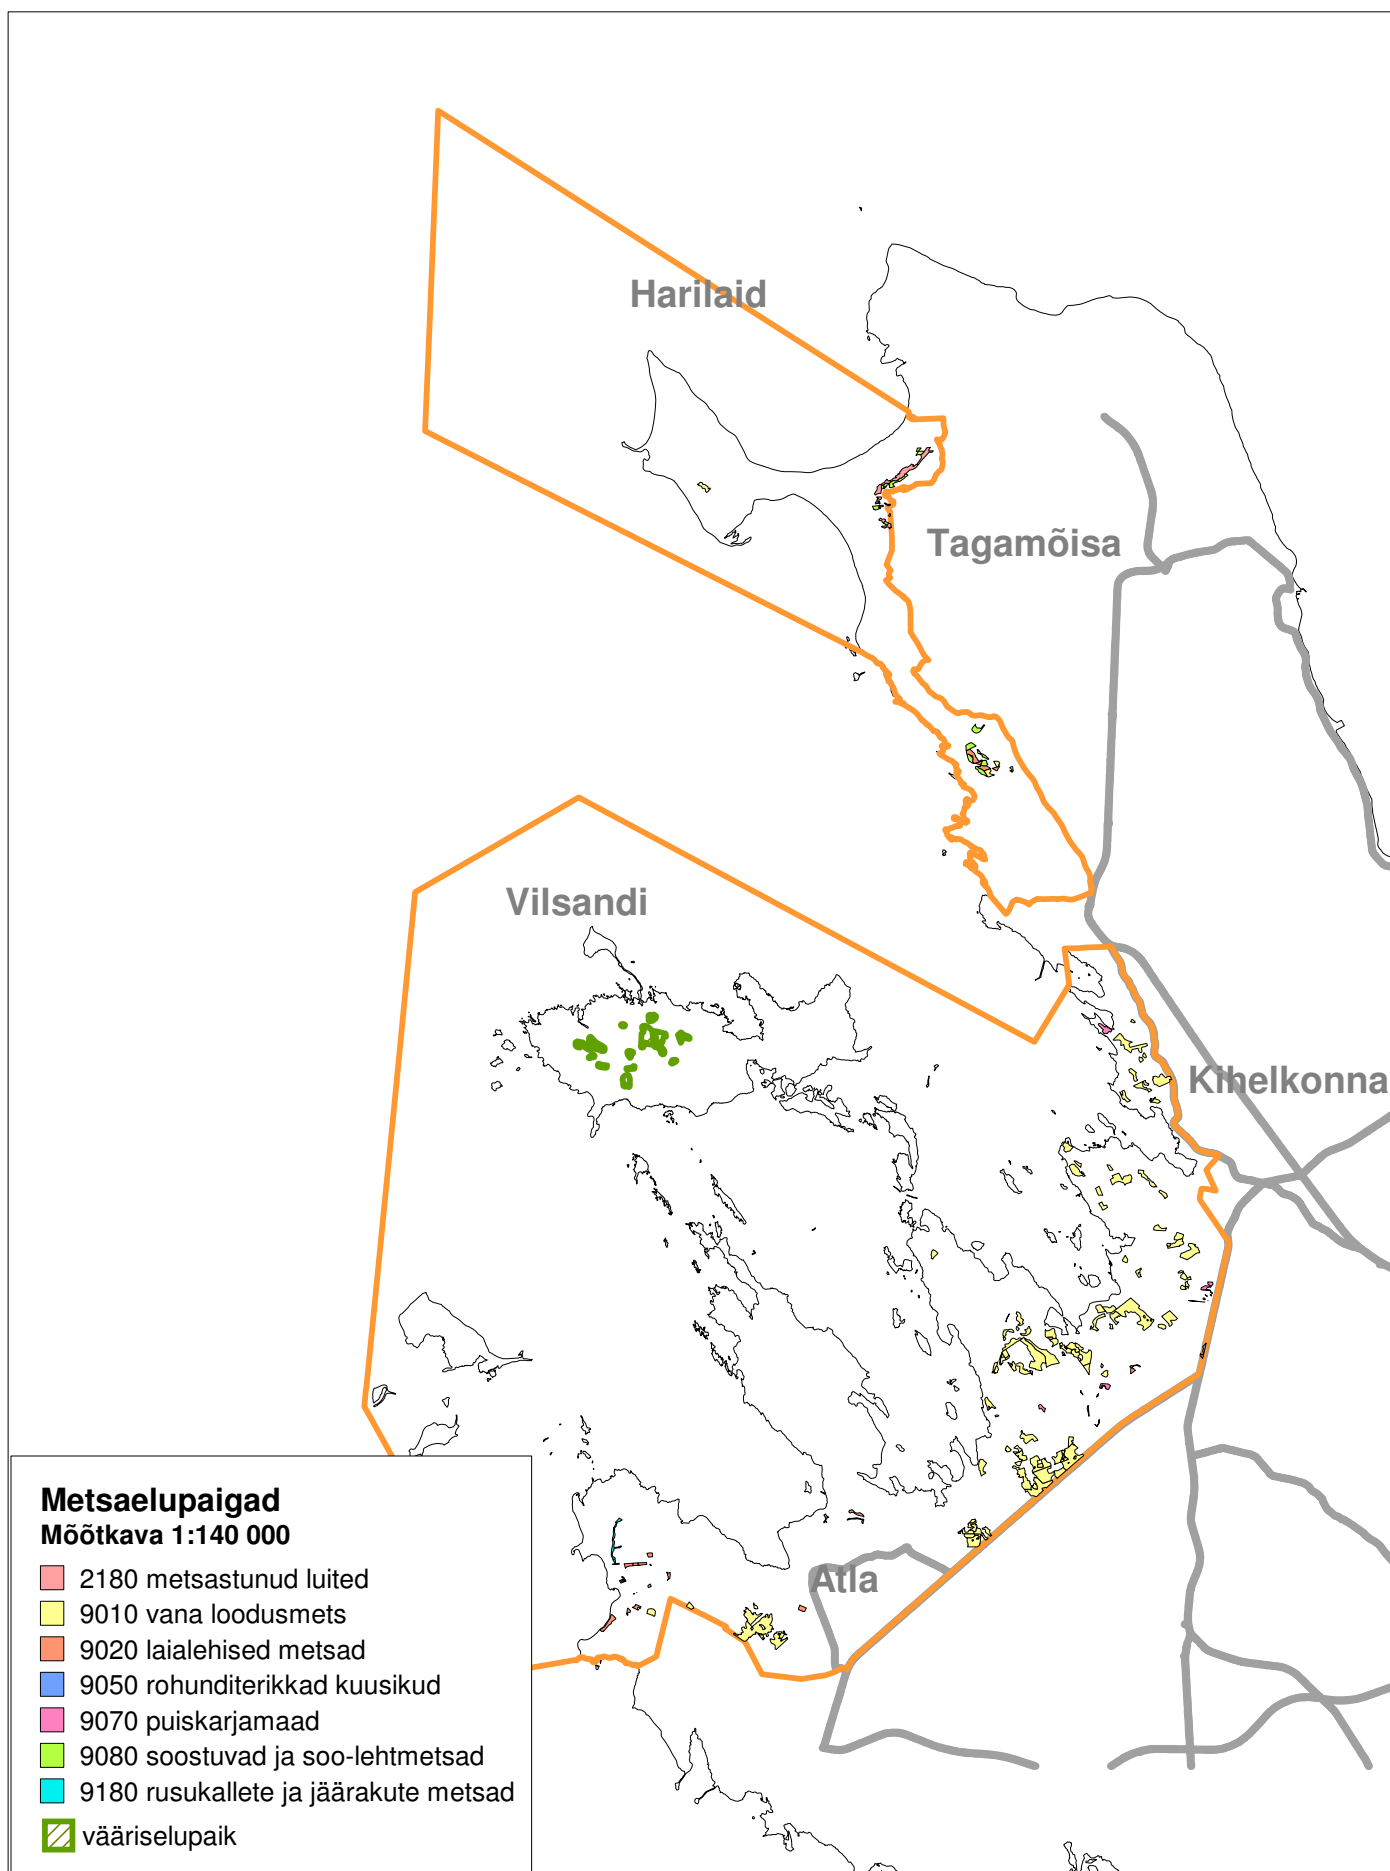 Harilaid
Tagamõisa
Vilsandi
Kihelkonna
Atla
Metsaelupaigad
Mõõtkava 1:140 000
2180 metsastunud luited
9010 vana loodusmets
9020 laialehised metsad
9050 rohunditerikkad kuusikud
9070 puiskarjamaad
9080 soostuvad ja soo-lehtmetsad
9180 rusukallete ja jäärakute metsad
vääriselupaik